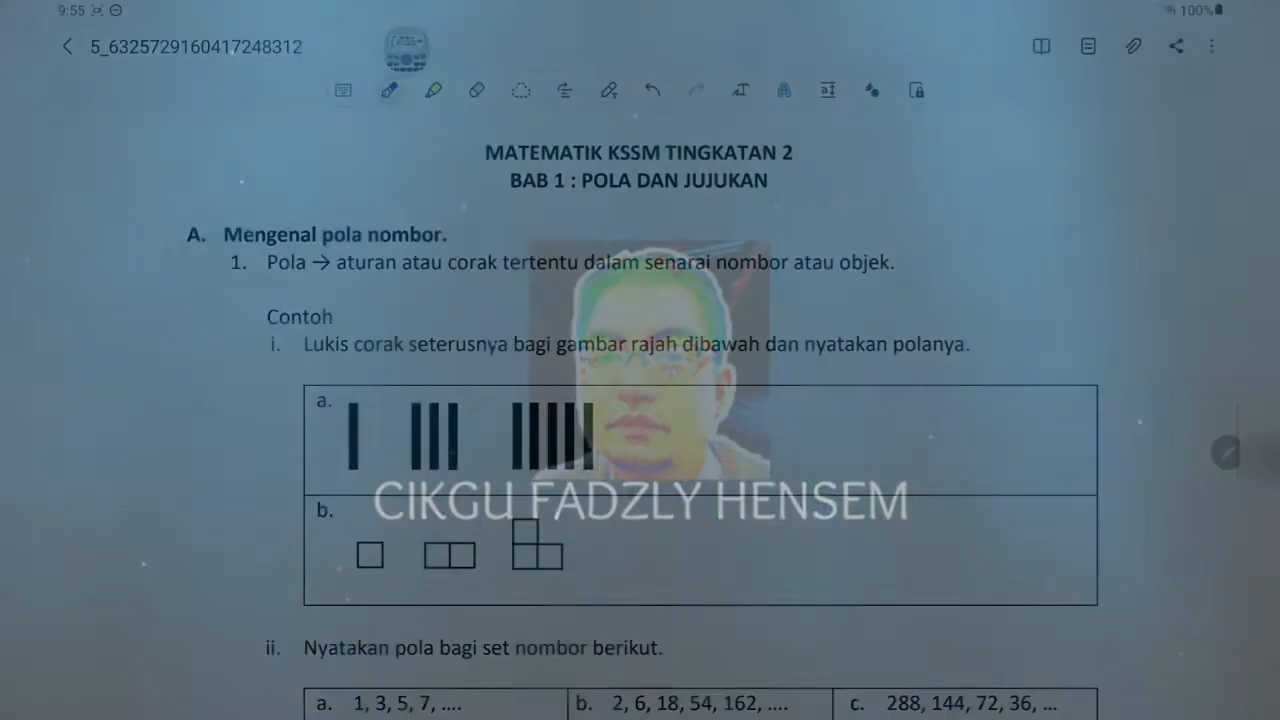 9:55
100%
5_6325729160417248312
MATEMATIK KSSM TINGKATAN 2
BAB 1 : POLA DAN JUJUKAN
A. Mengenal pola nombor.
1. Pola → aturan atau corak tertentu dalam senarai nombor atau objek.
Contoh
i. Lukis corak seterusnya bagi gambar rajah dibawah dan nyatakan polanya.
a.
CIKGU FADZLY HENSEM
b.
ii. Nyatakan pola bagi set nombor berikut.
a. 1, 3, 5, 7, ....
b. 2, 6, 18, 54, 162, ....
c. 288, 144, 72, 36, ...